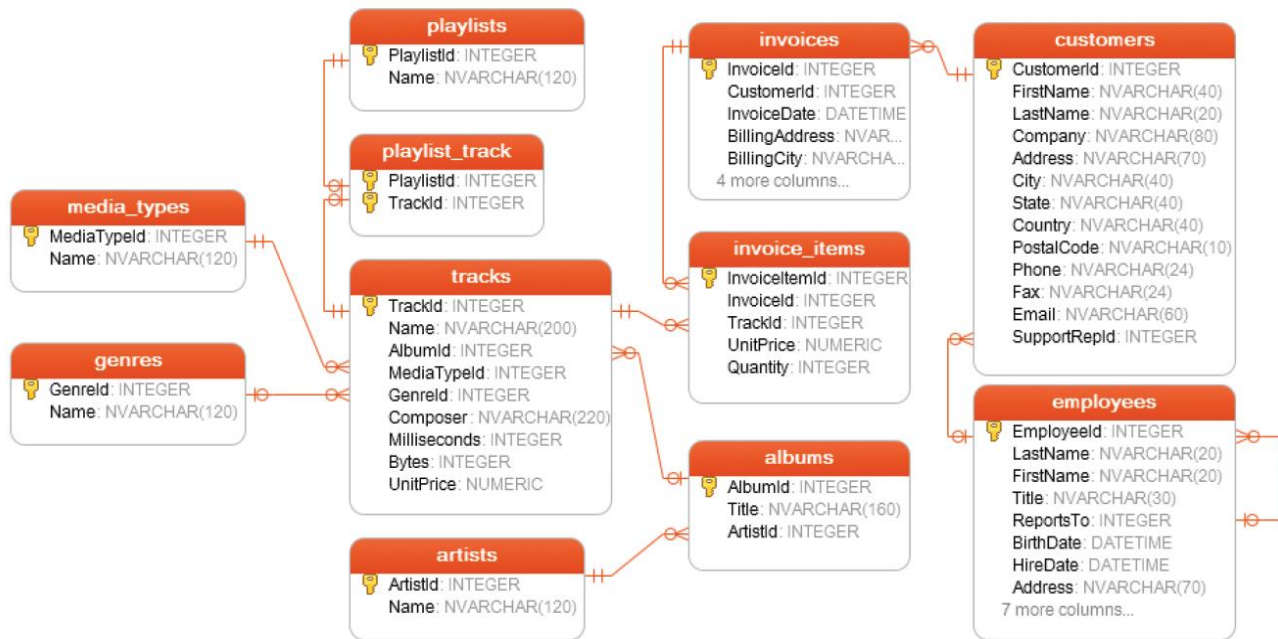 playlists
PlaylistId: INTEGER
Name: NVARCHAR(120)
playlist_track
PlaylistId: INTEGER
TrackId: INTEGER
media_types
MediaTypeId: INTEGER
Name: NVARCHAR(120)
genres
GenreId: INTEGER
Name: NVARCHAR(120)
tracks
TrackId: INTEGER
Name: NVARCHAR(200)
AlbumId: INTEGER
MediaTypeId: INTEGER
GenreId: INTEGER
Composer: NVARCHAR(220)
Milliseconds: INTEGER
Bytes: INTEGER
UnitPrice: NUMERIC
artists
ArtistId: INTEGER
Name: NVARCHAR(120)
invoices
InvoiceId: INTEGER
CustomerId: INTEGER
InvoiceDate: DATETIME
BillingAddress: NVAR...
BillingCity: NVARCHA...
4 more columns...
invoice_items
InvoiceItemId: INTEGER
InvoiceId: INTEGER
TrackId: INTEGER
UnitPrice: NUMERIC
Quantity: INTEGER
albums
AlbumId: INTEGER
Title: NVARCHAR(160)
ArtistId: INTEGER
customers
CustomerId: INTEGER
FirstName: NVARCHAR(40)
LastName: NVARCHAR(20)
Company: NVARCHAR(80)
Address: NVARCHAR(70)
City: NVARCHAR(40)
State: NVARCHAR(40)
Country: NVARCHAR(40)
PostalCode: NVARCHAR(10)
Phone: NVARCHAR(24)
Fax: NVARCHAR(24)
Email: NVARCHAR(60)
SupportRepId: INTEGER
employees
EmployeeId: INTEGER
LastName: NVARCHAR(20)
FirstName: NVARCHAR(20)
Title: NVARCHAR(30)
ReportsTo: INTEGER
BirthDate: DATETIME
HireDate: DATETIME
Address: NVARCHAR(70)
7 more columns...